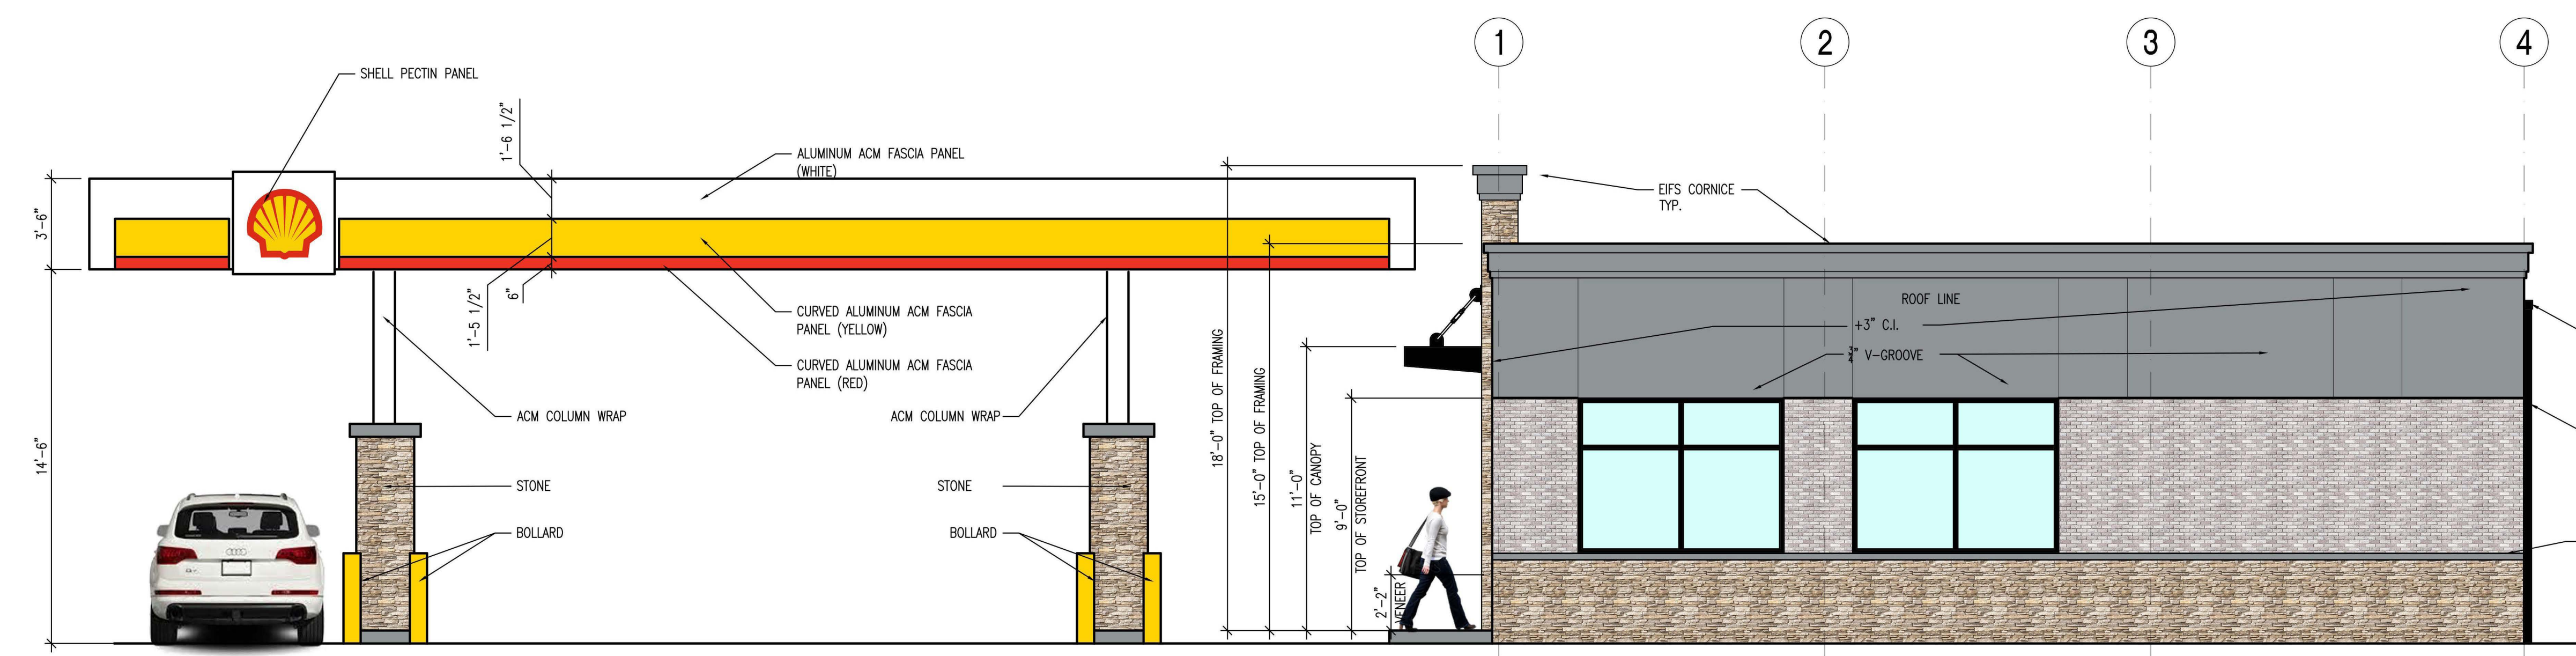 1
2
3
4
SHELL PECTIN PANEL
1'-6 1/2"
ALUMINUM ACM FASCIA PANEL
(WHITE)
EIFS CORNICE
TYP.
3'-6"
1'-5 1/2"
6"
CURVED ALUMINUM ACM FASCIA
PANEL (YELLOW)
CURVED ALUMINUM ACM FASCIA
PANEL (RED)
ROOF LINE
+3" C.I.
3/4" V-GROOVE
ACM COLUMN WRAP
ACM COLUMN WRAP
14'-6"
18'-0" TOP OF FRAMING
15'-0" TOP OF FRAMING
11'-0"
TOP OF CANOPY
9'-0"
TOP OF STOREFRONT
2'-2"
VENEER
STONE
STONE
BOLLARD
BOLLARD